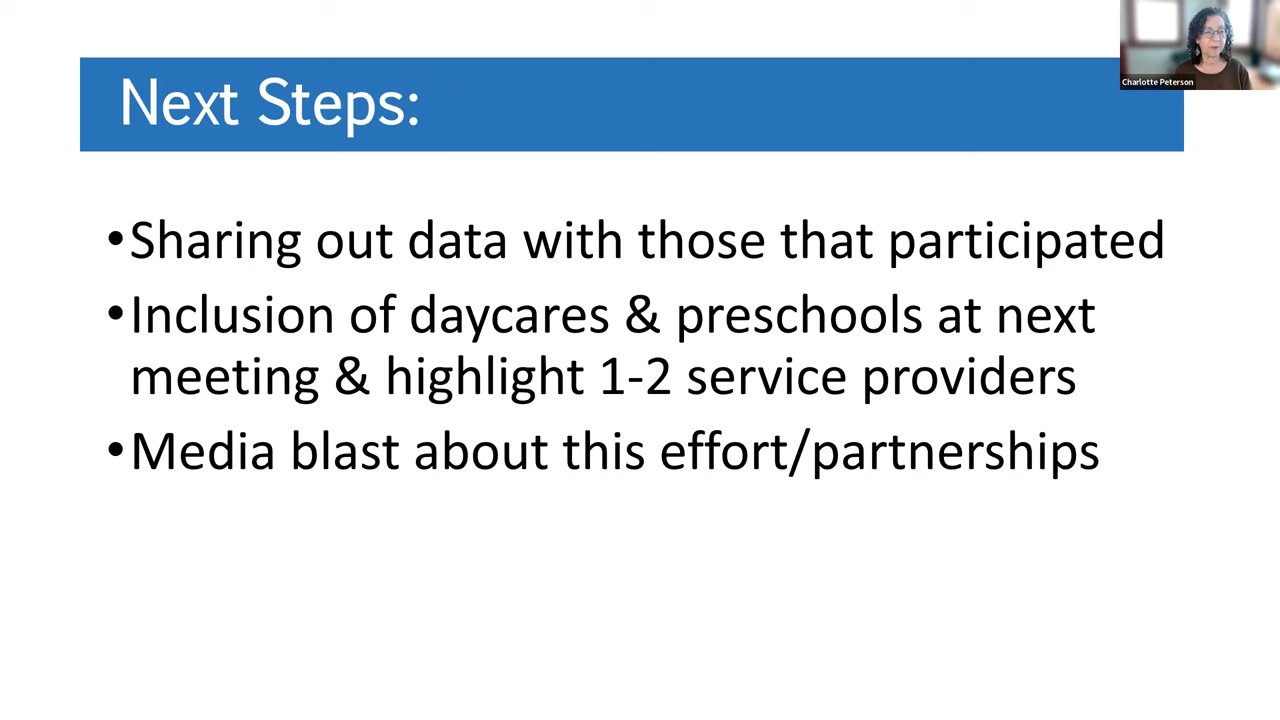 Charlotte Peterson
Next Steps:
•Sharing out data with those that participated
•Inclusion of daycares & preschools at next
meeting & highlight 1-2 service providers
•Media blast about this effort/partnerships